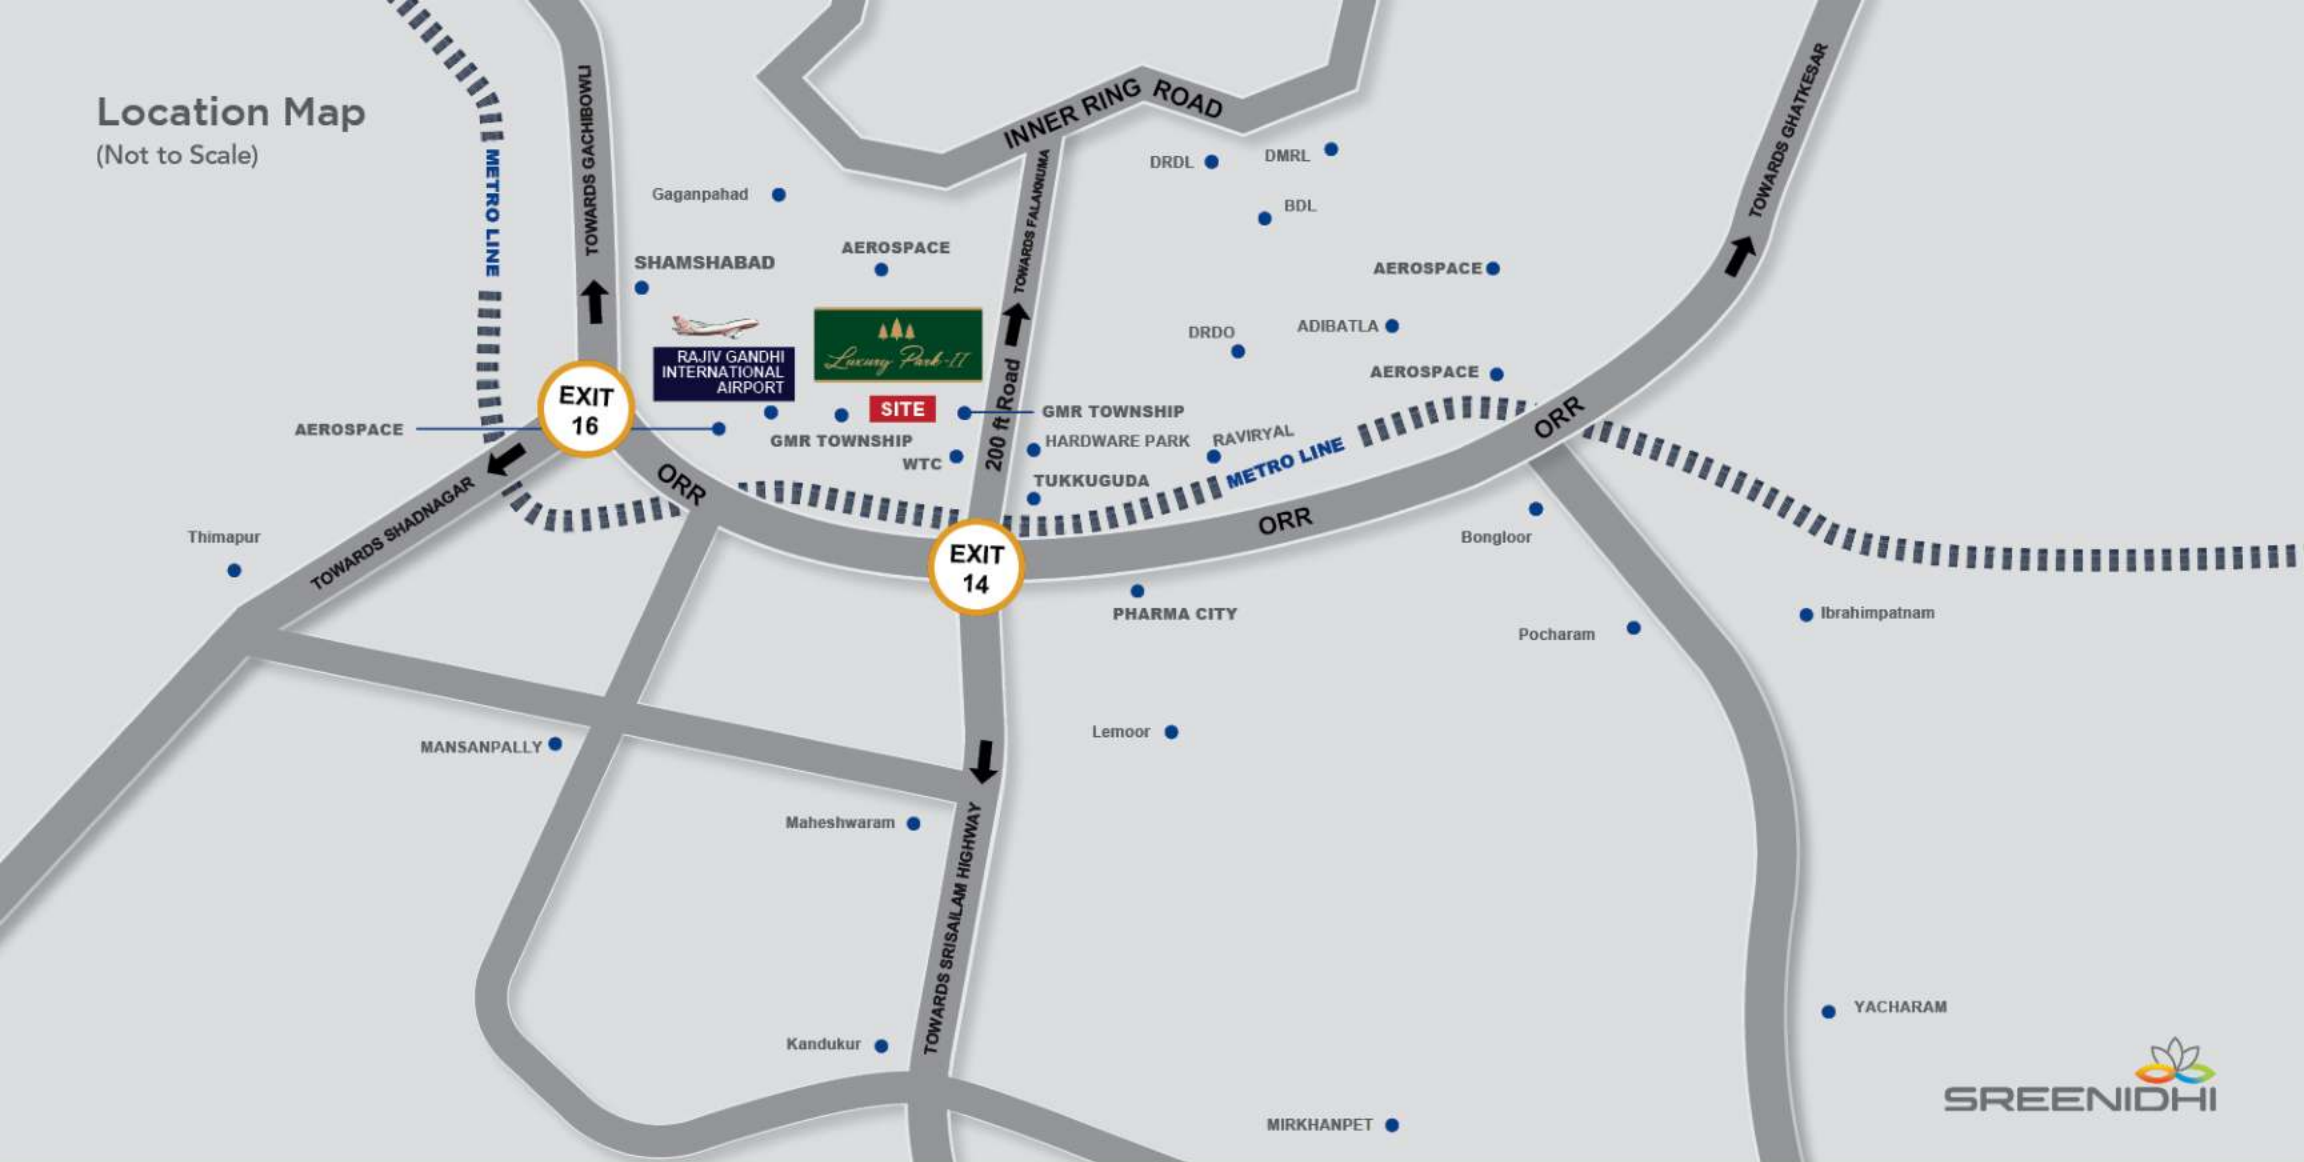 Location Map
(Not to Scale)
METRO LINE
TOWARDS GACHIBOWLI
INNER RING ROAD
TOWARDS FALAKNUMA
TOWARDS GHATKESAR
DRDL
DMRL
BDL
Gaganpahad
SHAMSHABAD
AEROSPACE
AEROSPACE
RAJIV GANDHI
INTERNATIONAL
AIRPORT
Luxury Park-II
DRDO
ADIBATLA
AEROSPACE
EXIT
16
SITE
200 ft Road
GMR TOWNSHIP
AEROSPACE
GMR TOWNSHIP
HARDWARE PARK
RAVIRYAL
WTC
METRO LINE
ORR
TUKKUGUDA
ORR
ORR
TOWARDS SHADNAGAR
Thimapur
EXIT
14
Bongloor
PHARMA CITY
Pocharam
Ibrahimpatnam
MANSANPALLY
Lemoor
Maheshwaram
TOWARDS SRISAILAM HIGHWAY
Kandukur
YACHARAM
MIRKHANPET
SREENIDHI